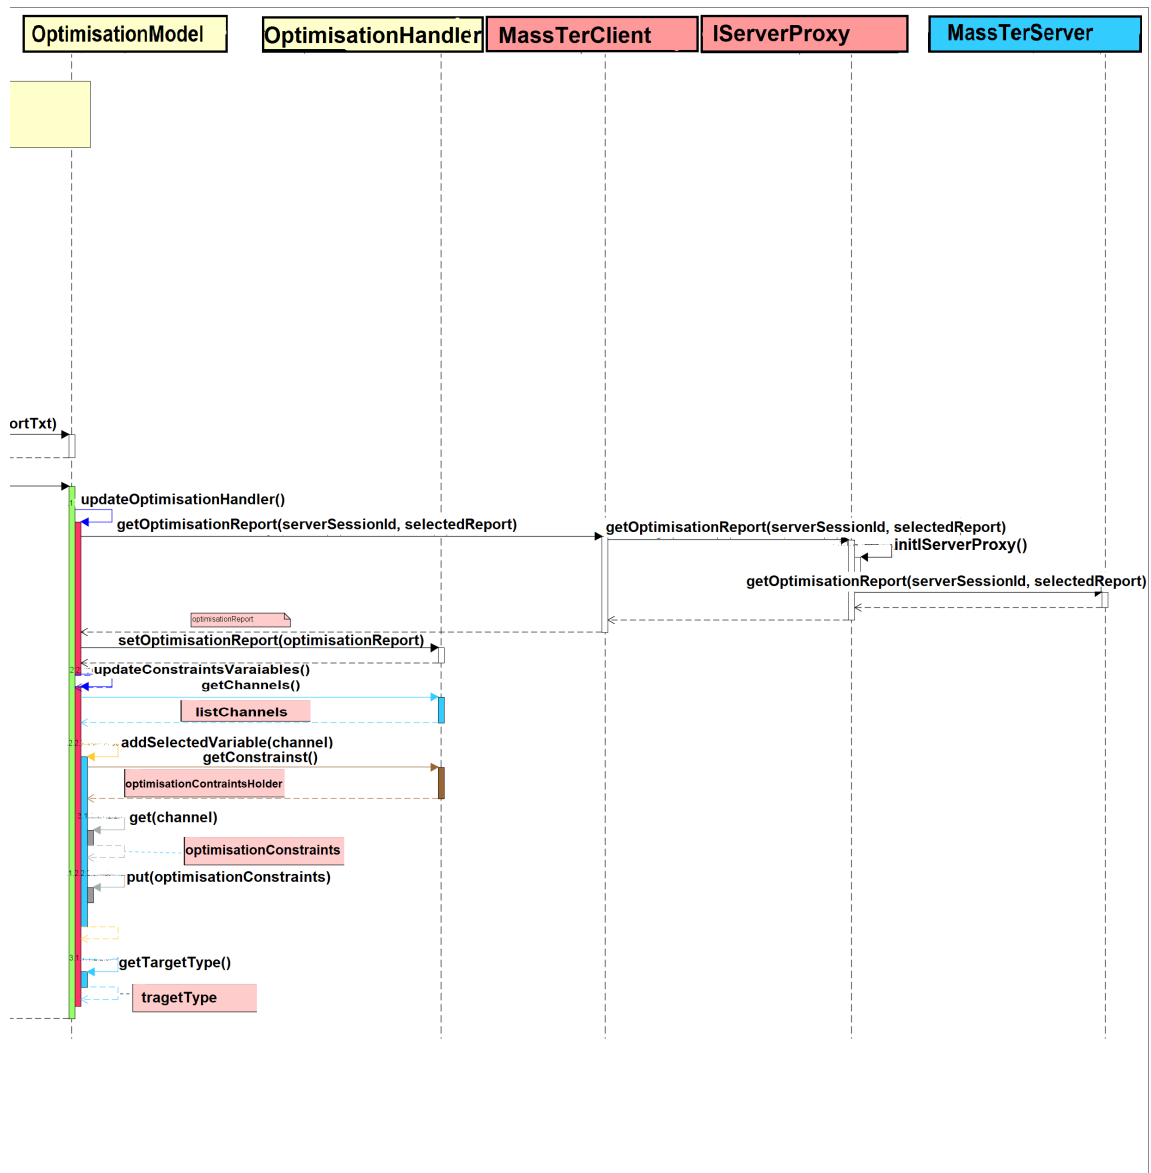 OptimisationModel
OptimisationHandler
MassTerClient
IServerProxy
MassTerServer
ortTxt)
updateOptimisationHandler()
getOptimisationReport(serverSessionId, selectedReport)
getOptimisationReport(serverSessionId, selectedReport)
initIServerProxy()
getOptimisationReport(serverSessionId, selectedReport)
optimisationReport
setOptimisationReport(optimisationReport)
updateConstraintsVaraiables()
getChannels()
listChannels
addSelectedVariable(channel)
getConstrainst()
optimisationContraintsHolder
get(channel)
optimisationConstraints
put(optimisationConstraints)
getTargetType()
tragetType